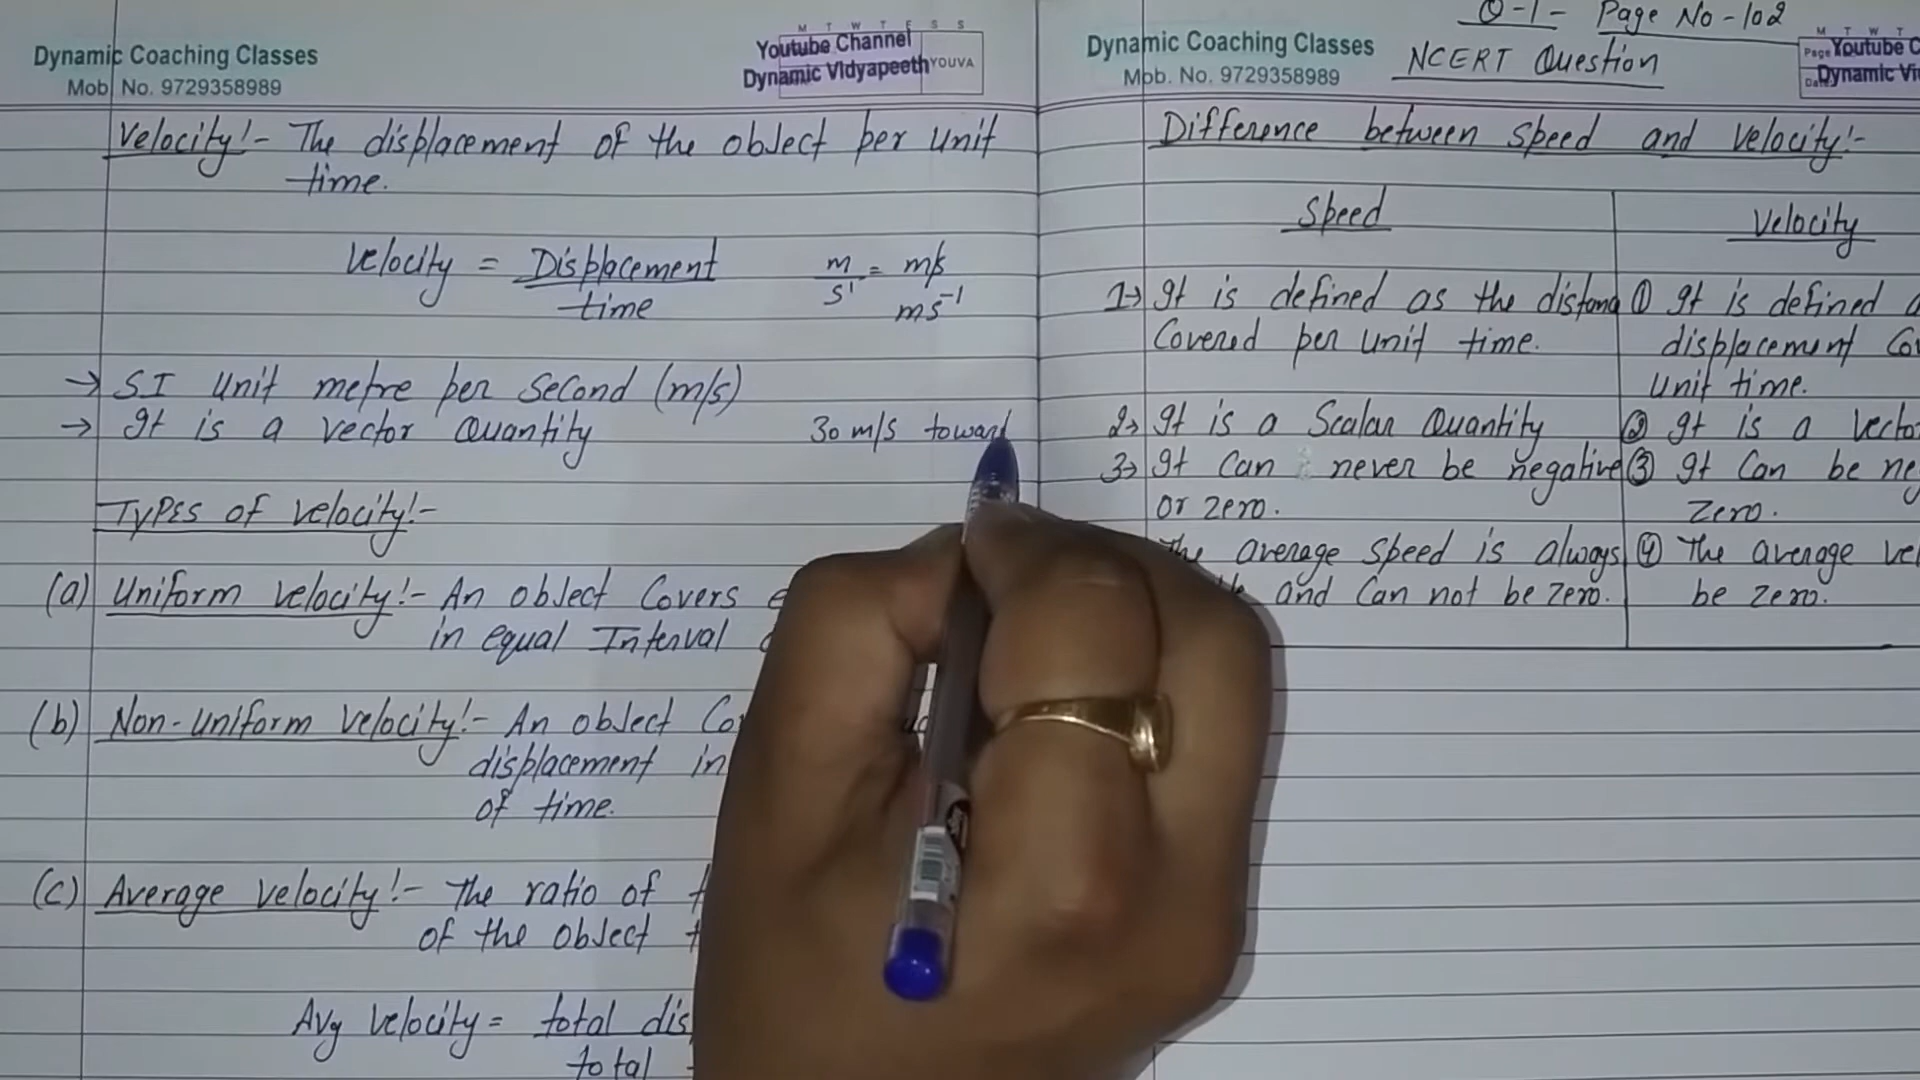 Dynamic Coaching Classes
Mob. No. 9729358989
M T W T F S S
Youtube Channel
Dynamic Vidyapeeth
YOUVA
Velocity!- The displacement of the object per unit
time.
Velocity = Displacement / time
m/s¹ = m/s
ms⁻¹
→ SI unit metre per second (m/s)
→ It is a vector quantity
30 m/s toward
Types of velocity!-
(a) Uniform velocity!- An object Covers
in equal Interval
(b) Non-uniform velocity!- An object
displacement in
of time.
(c) Average velocity!- The ratio of
of the object
Avg velocity = total
total
Q-1- Page No-102
Dynamic Coaching Classes
Mob. No. 9729358989
NCERT Question
M T W T
Page
Youtube
Dynamic
Difference between speed and velocity!-
Speed
1→ It is defined as the distanc
Covered per unit time.
2→ It is a Scalar Quantity
3→ It can never be negative
or zero.
The average speed is always
and Can not be zero.
Velocity
① It is defined
displacement
unit time.
② It is a
③ It Can be
zero.
④ The average
be zero.